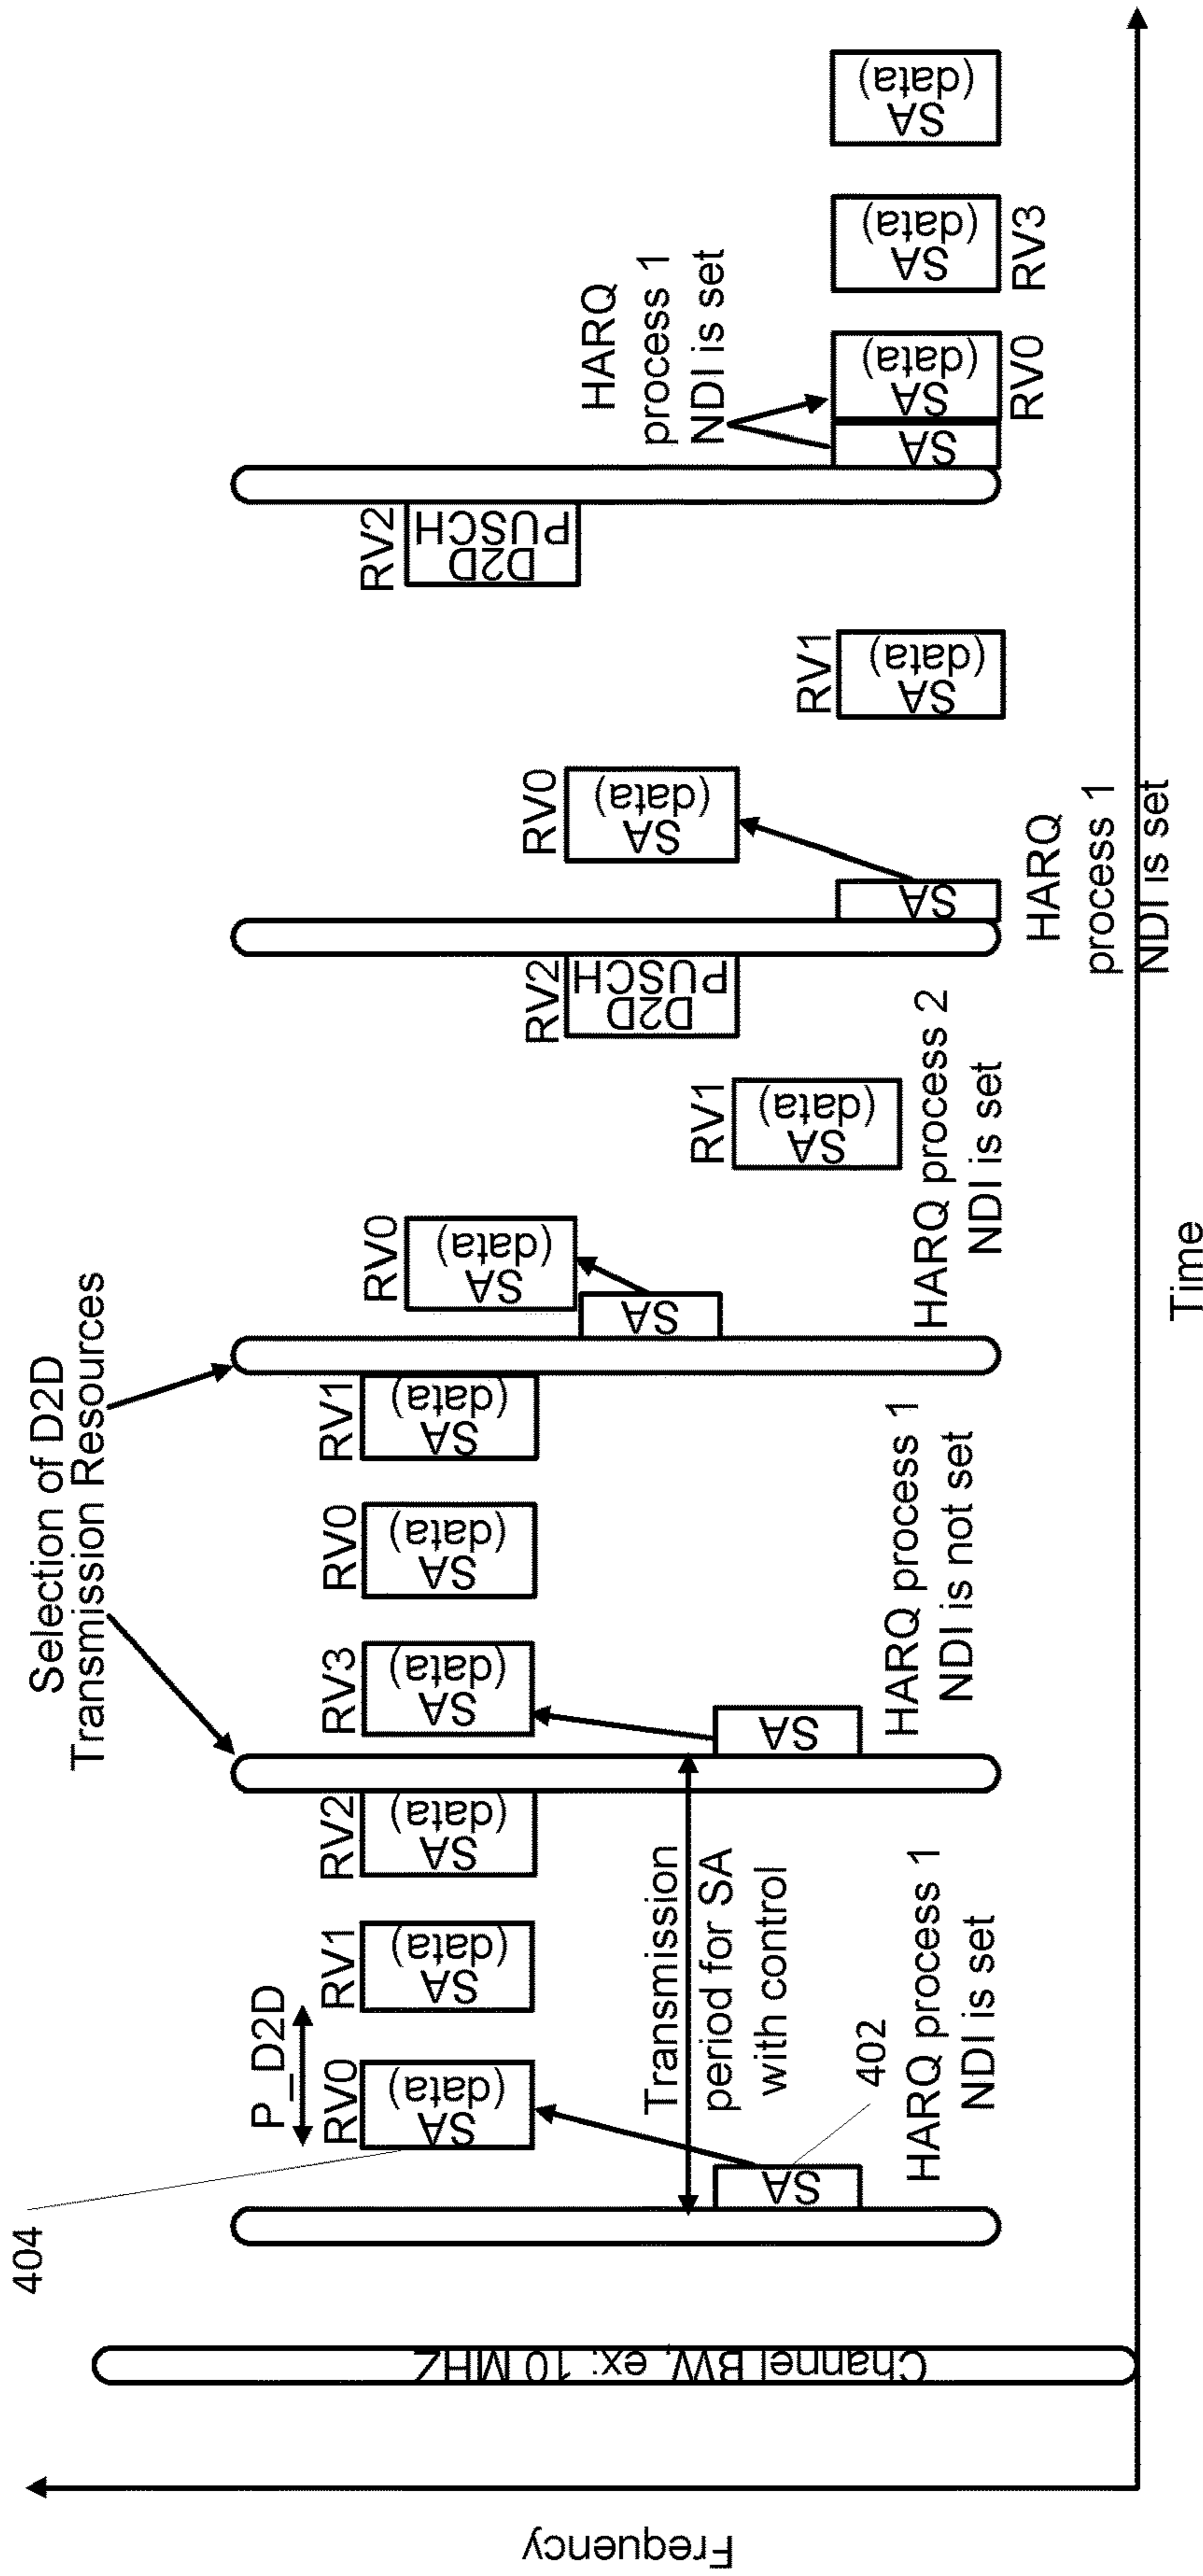 Frequency
Channel BW, ex: 10 MHZ
404
Selection of D2D
Transmission Resources
P_D2D
RV0
SA
(data)
RV1
SA
(data)
RV2
SA
(data)
Transmission
period for SA
with control
SA
402
HARQ process 1
NDI is set
RV3
SA
(data)
RV0
SA
(data)
RV1
SA
(data)
SA
HARQ process 1
NDI is not set
RV0
SA
(data)
SA
RV1
SA
(data)
RV2
D2D
PUSCH
HARQ process 2
NDI is set
RV0
SA
(data)
SA
RV1
SA
(data)
RV2
D2D
PUSCH
HARQ
process 1
NDI is set
HARQ
process 1
NDI is set
SA
SA
(data)
RV0
SA
(data)
RV3
SA
(data)
Time